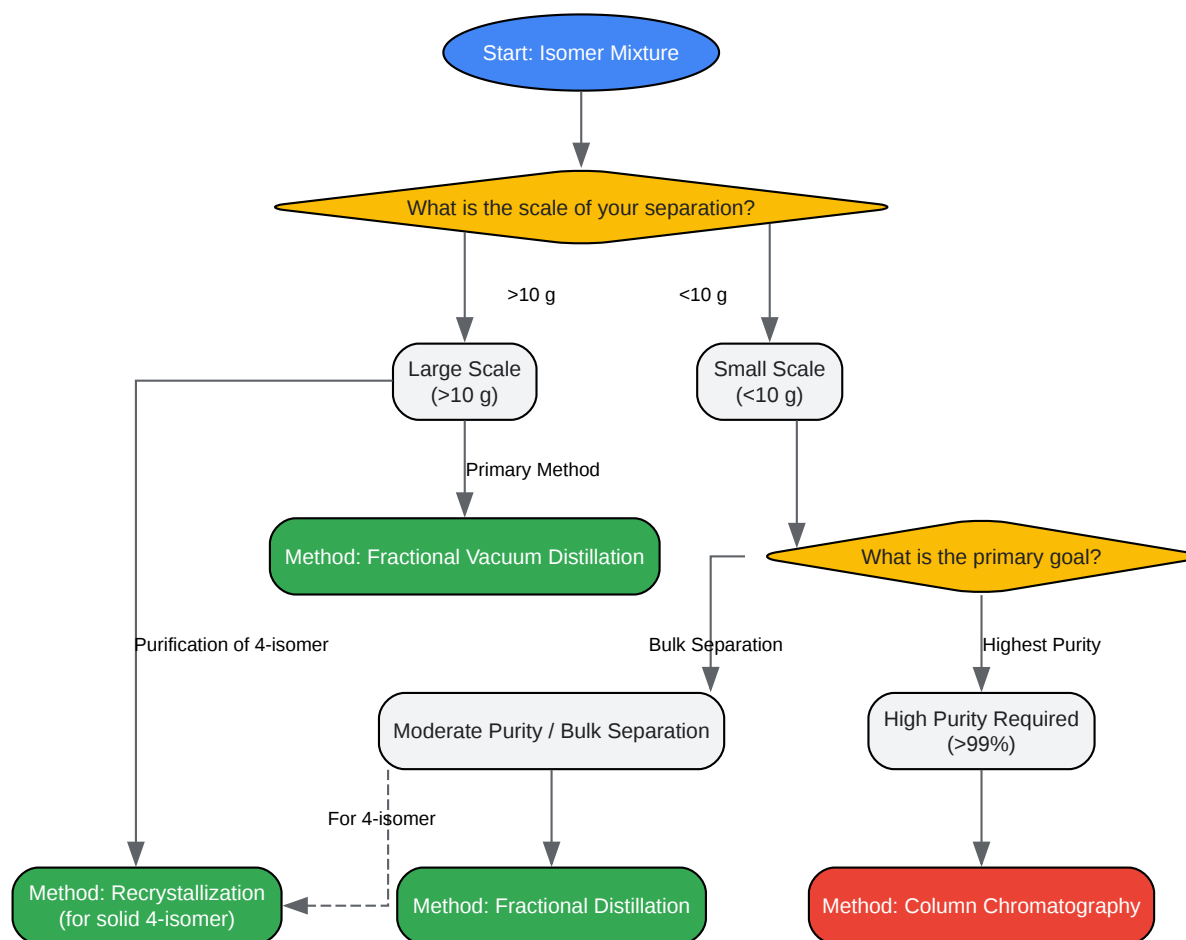 Start: Isomer Mixture
What is the scale of your separation?
>10 g
<10 g
Large Scale
(>10 g)
Small Scale
(<10 g)
Primary Method
Method: Fractional Vacuum Distillation
What is the primary goal?
Purification of 4-isomer
Bulk Separation
Highest Purity
Moderate Purity / Bulk Separation
High Purity Required
(>99%)
For 4-isomer
Method: Recrystallization
(for solid 4-isomer)
Method: Fractional Distillation
Method: Column Chromatography